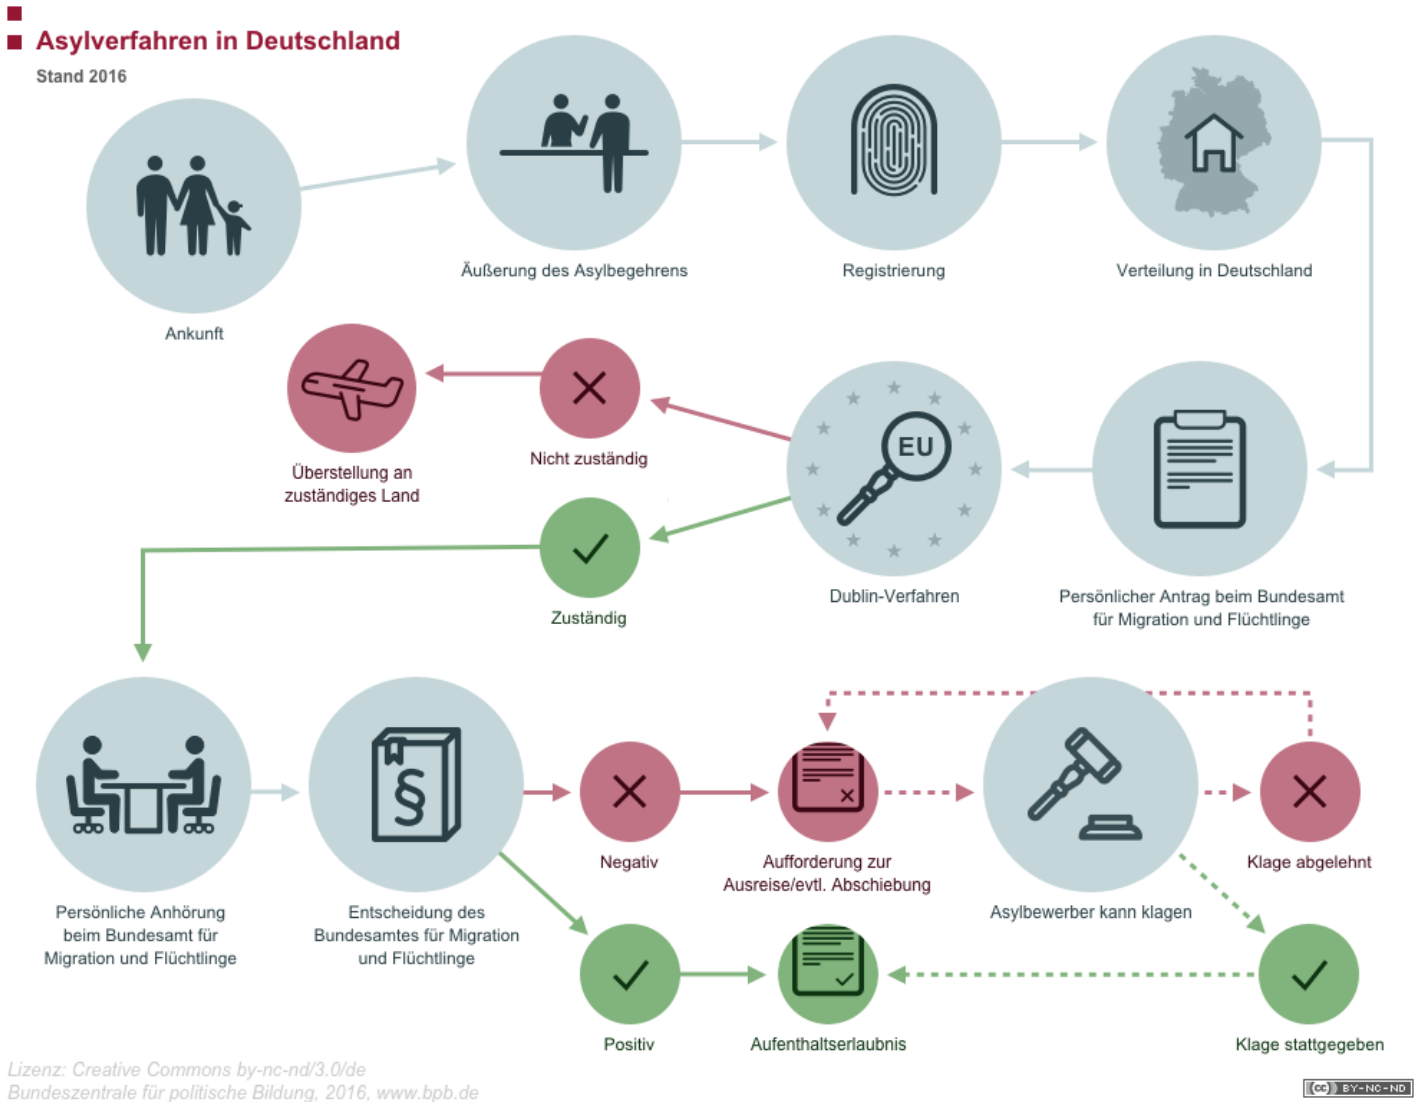 Asylverfahren in Deutschland
Stand 2016
Ankunft
Äußerung des Asylbegehrens
Registrierung
Verteilung in Deutschland
Überstellung an
zuständiges Land
Nicht zuständig
EU
Dublin-Verfahren
Persönlicher Antrag beim Bundesamt
für Migration und Flüchtlinge
Zuständig
Persönliche Anhörung
beim Bundesamt für
Migration und Flüchtlinge
§
Entscheidung des
Bundesamtes für Migration
und Flüchtlinge
Negativ
Aufforderung zur
Ausreise/evtl. Abschiebung
Asylbewerber kann klagen
Klage abgelehnt
Positiv
Aufenthaltserlaubnis
Klage stattgegeben
Lizenz: Creative Commons by-nc-nd/3.0/de
Bundeszentrale für politische Bildung, 2016, www.bpb.de
(cc) BY-NC-ND